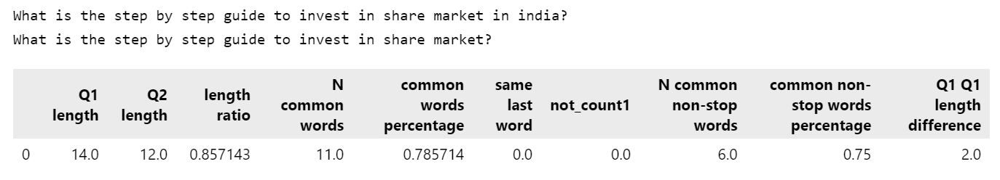 What is the step by step guide to invest in share market in india?
What is the step by step guide to invest in share market?
Q1 length Q2 length length ratio N common words common words percentage same last word not_count1 N common non-stop words common non-stop words percentage Q1 Q1 length difference
0 14.0 12.0 0.857143 11.0 0.785714 0.0 0.0 6.0 0.75 2.0